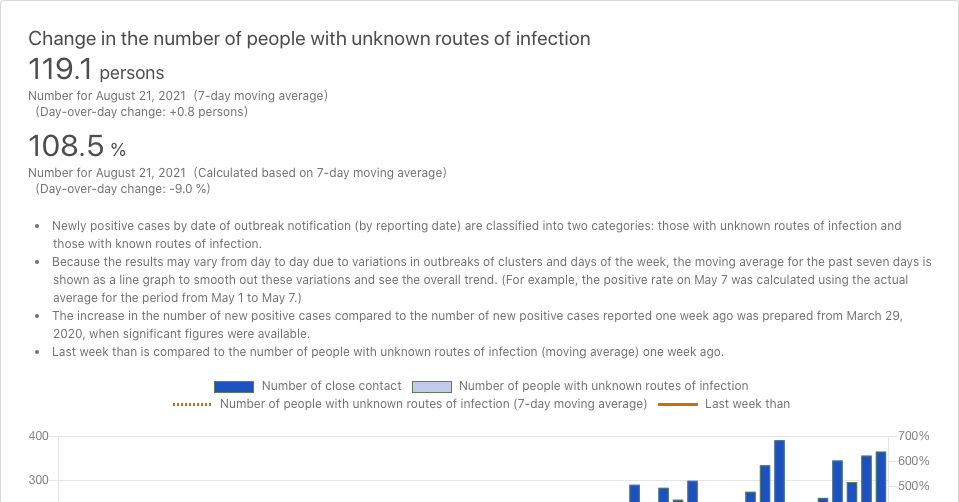 Change in the number of people with unknown routes of infection
119.1 persons
Number for August 21, 2021 (7-day moving average)
(Day-over-day change: +0.8 persons)
108.5 %
Number for August 21, 2021 (Calculated based on 7-day moving average)
(Day-over-day change: -9.0 %)
• Newly positive cases by date of outbreak notification (by reporting date) are classified into two categories: those with unknown routes of infection and
those with known routes of infection.
• Because the results may vary from day to day due to variations in outbreaks of clusters and days of the week, the moving average for the past seven days is
shown as a line graph to smooth out these variations and see the overall trend. (For example, the positive rate on May 7 was calculated using the actual
average for the period from May 1 to May 7.)
• The increase in the number of new positive cases compared to the number of new positive cases reported one week ago was prepared from March 29,
2020, when significant figures were available.
• Last week than is compared to the number of people with unknown routes of infection (moving average) one week ago.
Number of close contact Number of people with unknown routes of infection
Number of people with unknown routes of infection (7-day moving average) Last week than
400 700%
600%
300 500%